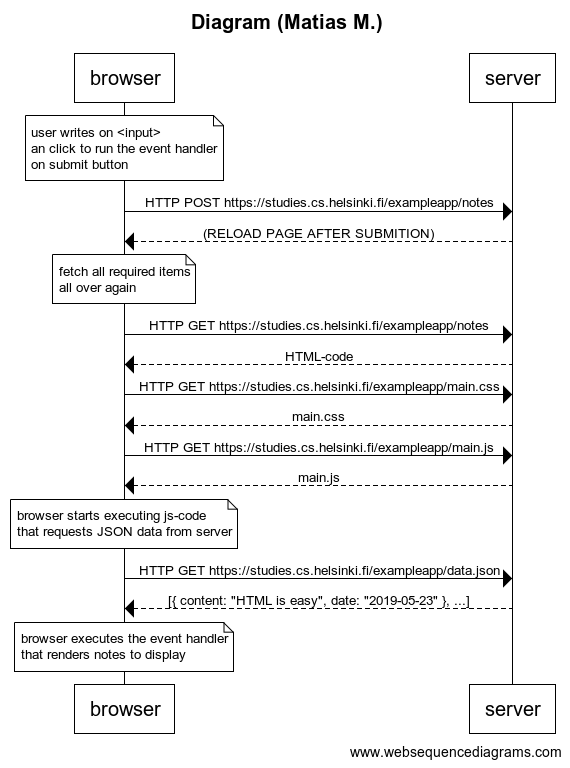 Diagram (Matias M.)
browser
server
user writes on <input>
an click to run the event handler
on submit button
HTTP POST https://studies.cs.helsinki.fi/exampleapp/notes
(RELOAD PAGE AFTER SUBMITION)
fetch all required items
all over again
HTTP GET https://studies.cs.helsinki.fi/exampleapp/notes
HTML-code
HTTP GET https://studies.cs.helsinki.fi/exampleapp/main.css
main.css
HTTP GET https://studies.cs.helsinki.fi/exampleapp/main.js
main.js
browser starts executing js-code
that requests JSON data from server
HTTP GET https://studies.cs.helsinki.fi/exampleapp/data.json
[{ content: "HTML is easy", date: "2019-05-23" }, ...]
browser executes the event handler
that renders notes to display
browser
server
www.websequencediagrams.com